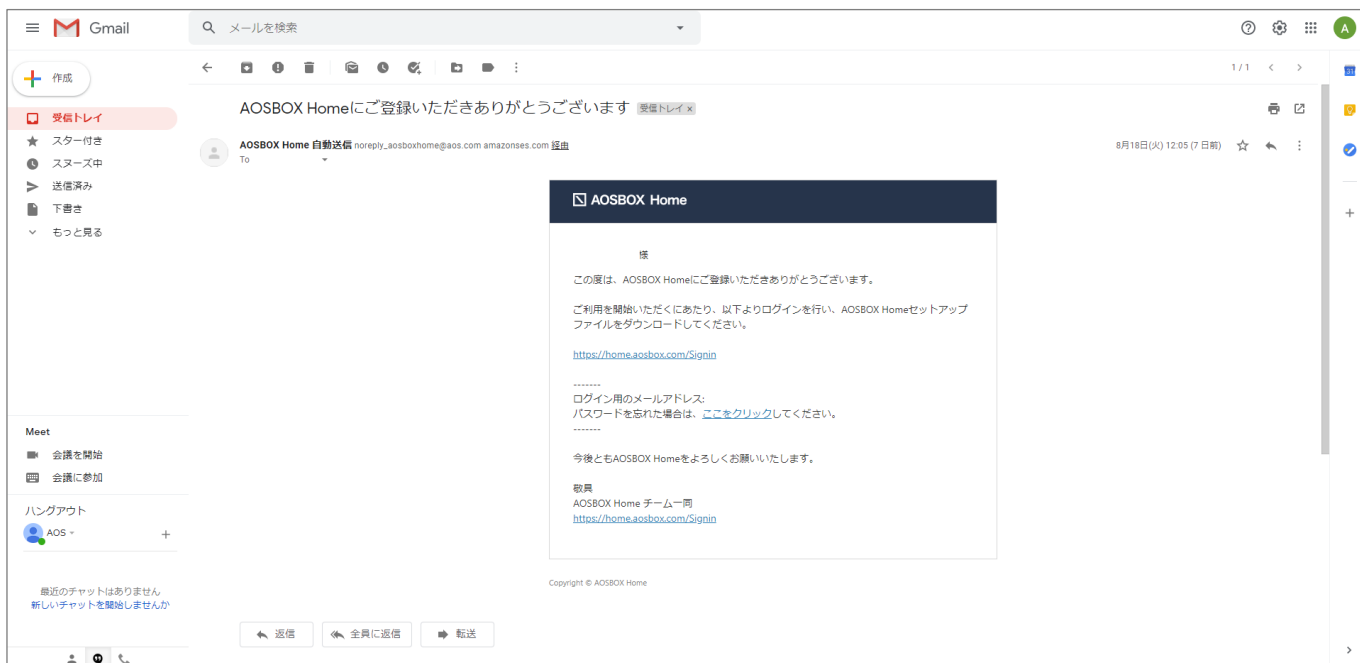 Gmail
メールを検索
A
作成
1/1
31
受信トレイ
スター付き
スヌーズ中
送信済み
下書き
もっと見る
AOSBOX Homeにご登録いただきありがとうございます 受信トレイ ×
AOSBOX Home 自動送信 noreply_aosboxhome@aos.com amazonses.com 経由
8月18日(火) 12:05 (7 日前)
To
AOSBOX Home
様
この度は、AOSBOX Homeにご登録いただきありがとうございます。
ご利用を開始いただくにあたり、以下よりログインを行い、AOSBOX Homeセットアップ
ファイルをダウンロードしてください。
https://home.aosbox.com/Signin
-------
ログイン用のメールアドレス:
パスワードを忘れた場合は、ここをクリックしてください。
-------
今後ともAOSBOX Homeをよろしくお願いいたします。
敬具
AOSBOX Home チーム一同
https://home.aosbox.com/Signin
Copyright © AOSBOX Home
返信
全員に返信
転送
Meet
会議を開始
会議に参加
ハングアウト
AOS
最近のチャットはありません
新しいチャットを開始しませんか